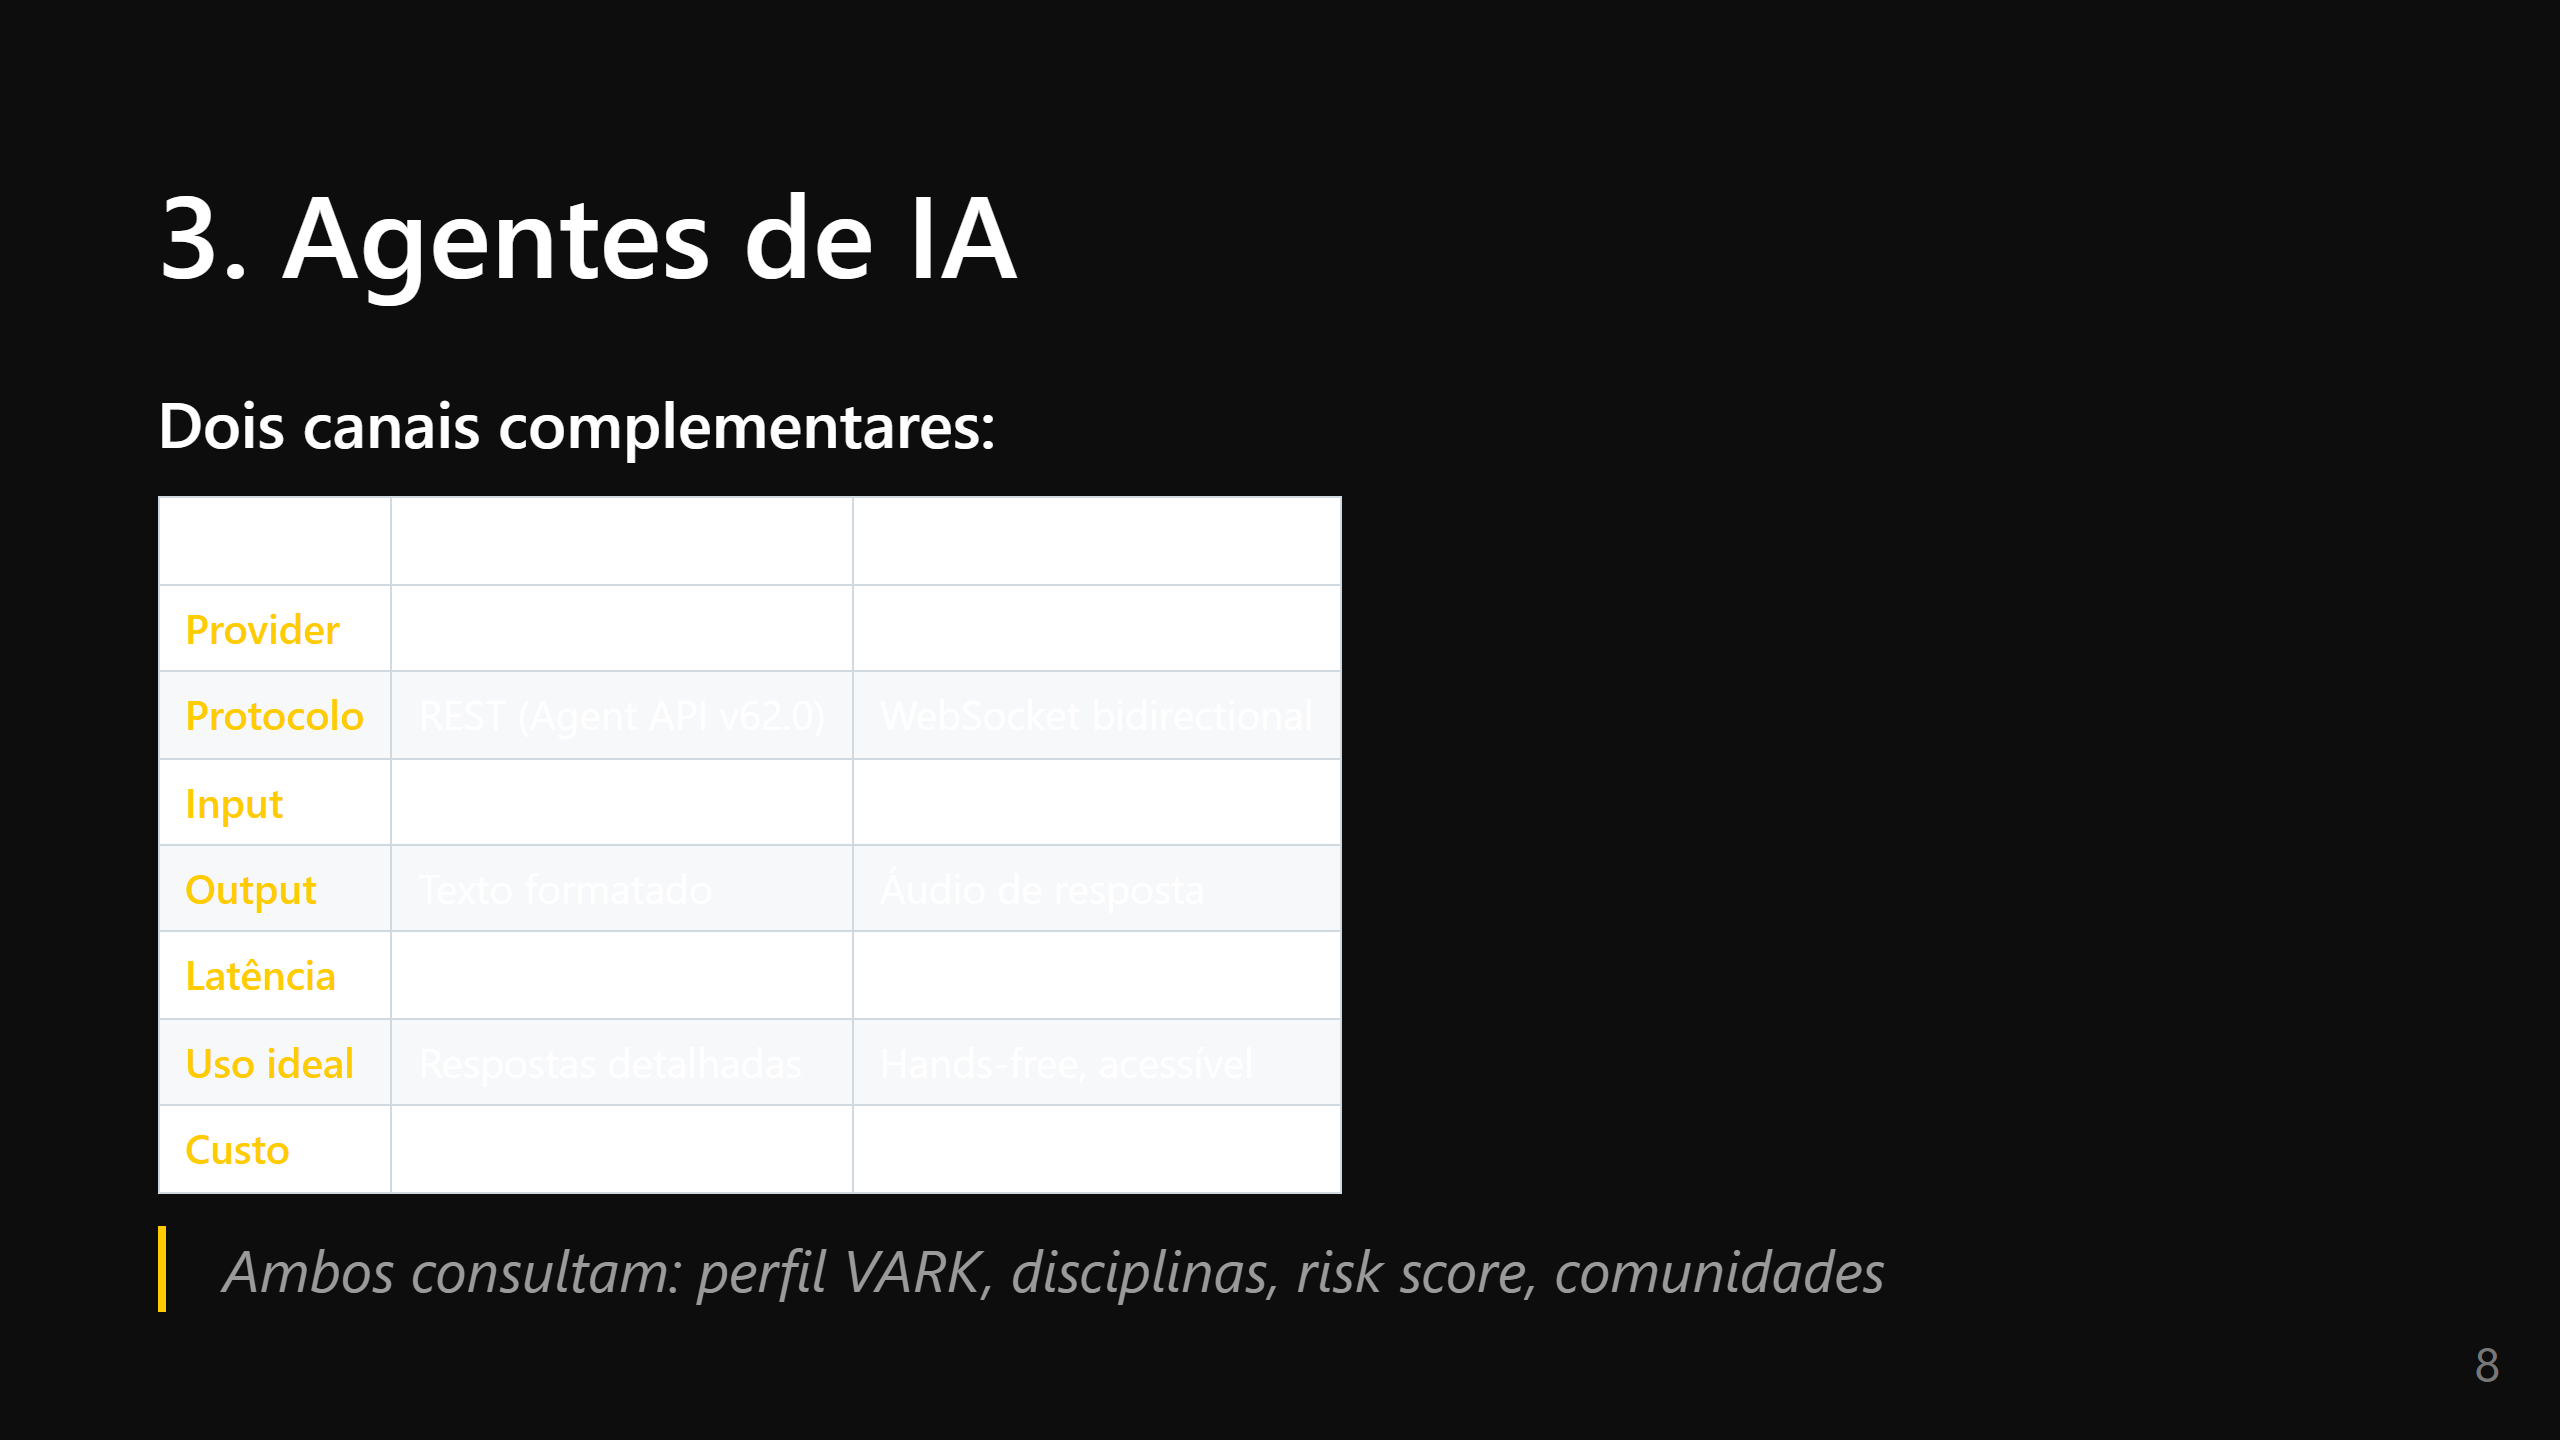 3. Agentes de IA
Dois canais complementares:
Provider
Protocolo REST (Agent API v62.0) WebSocket bidirectional
Input
Output Texto formatado Áudio de resposta
Latência
Uso ideal Respostas detalhadas Hands-free, acessível
Custo
Ambos consultam: perfil VARK, disciplinas, risk score, comunidades
8